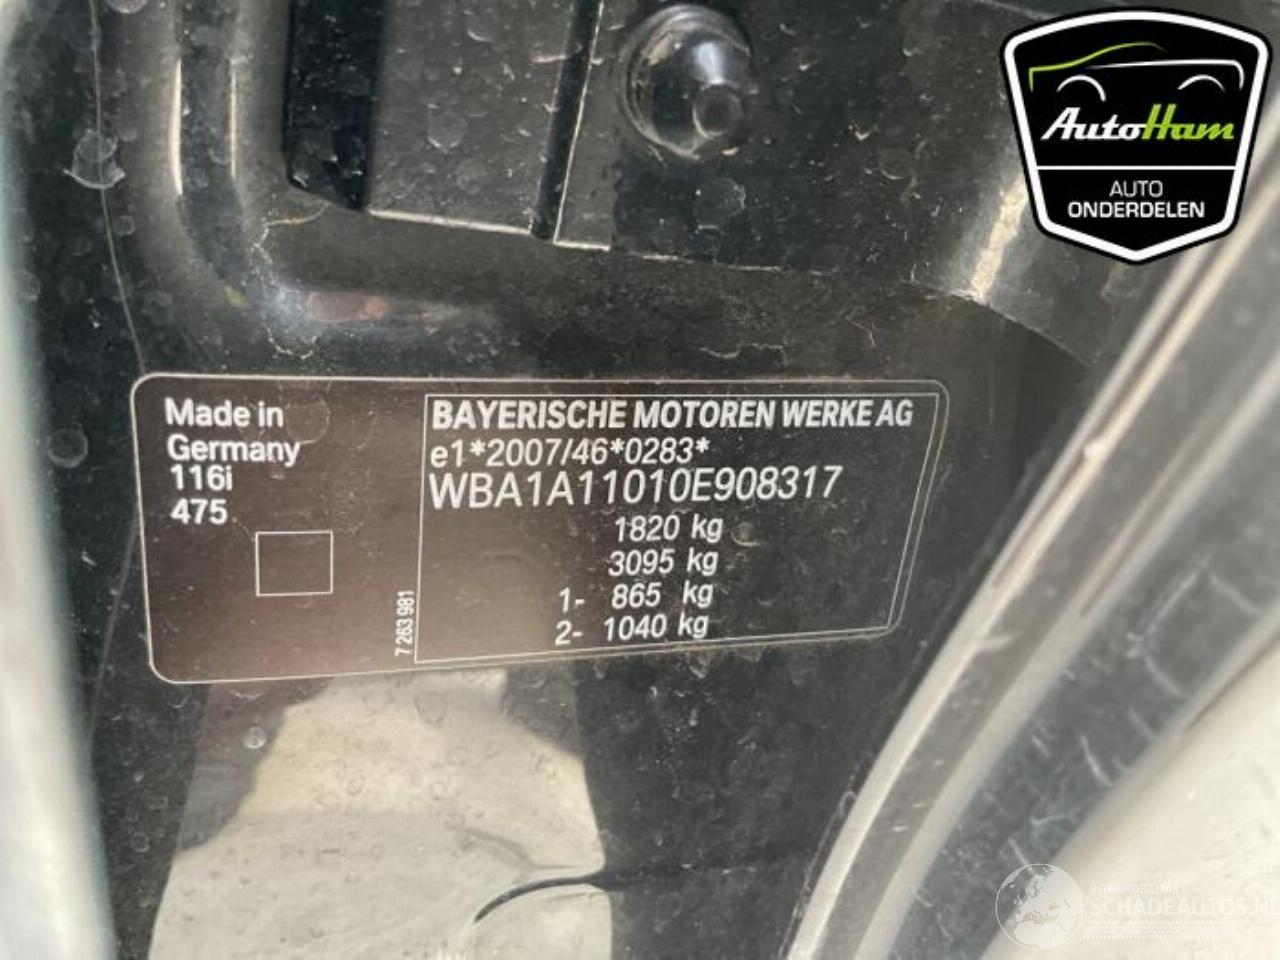 AutoHam
AUTO
ONDERDELEN
Made in
Germany
116i
475
7 263 981
BAYERISCHE MOTOREN WERKE AG
e1*2007/46*0283*
WBA1A11010E908317
1820 kg
3095 kg
1- 865 kg
2- 1040 kg
INTERMOBILITAS
SCHADEAUTOS.NL